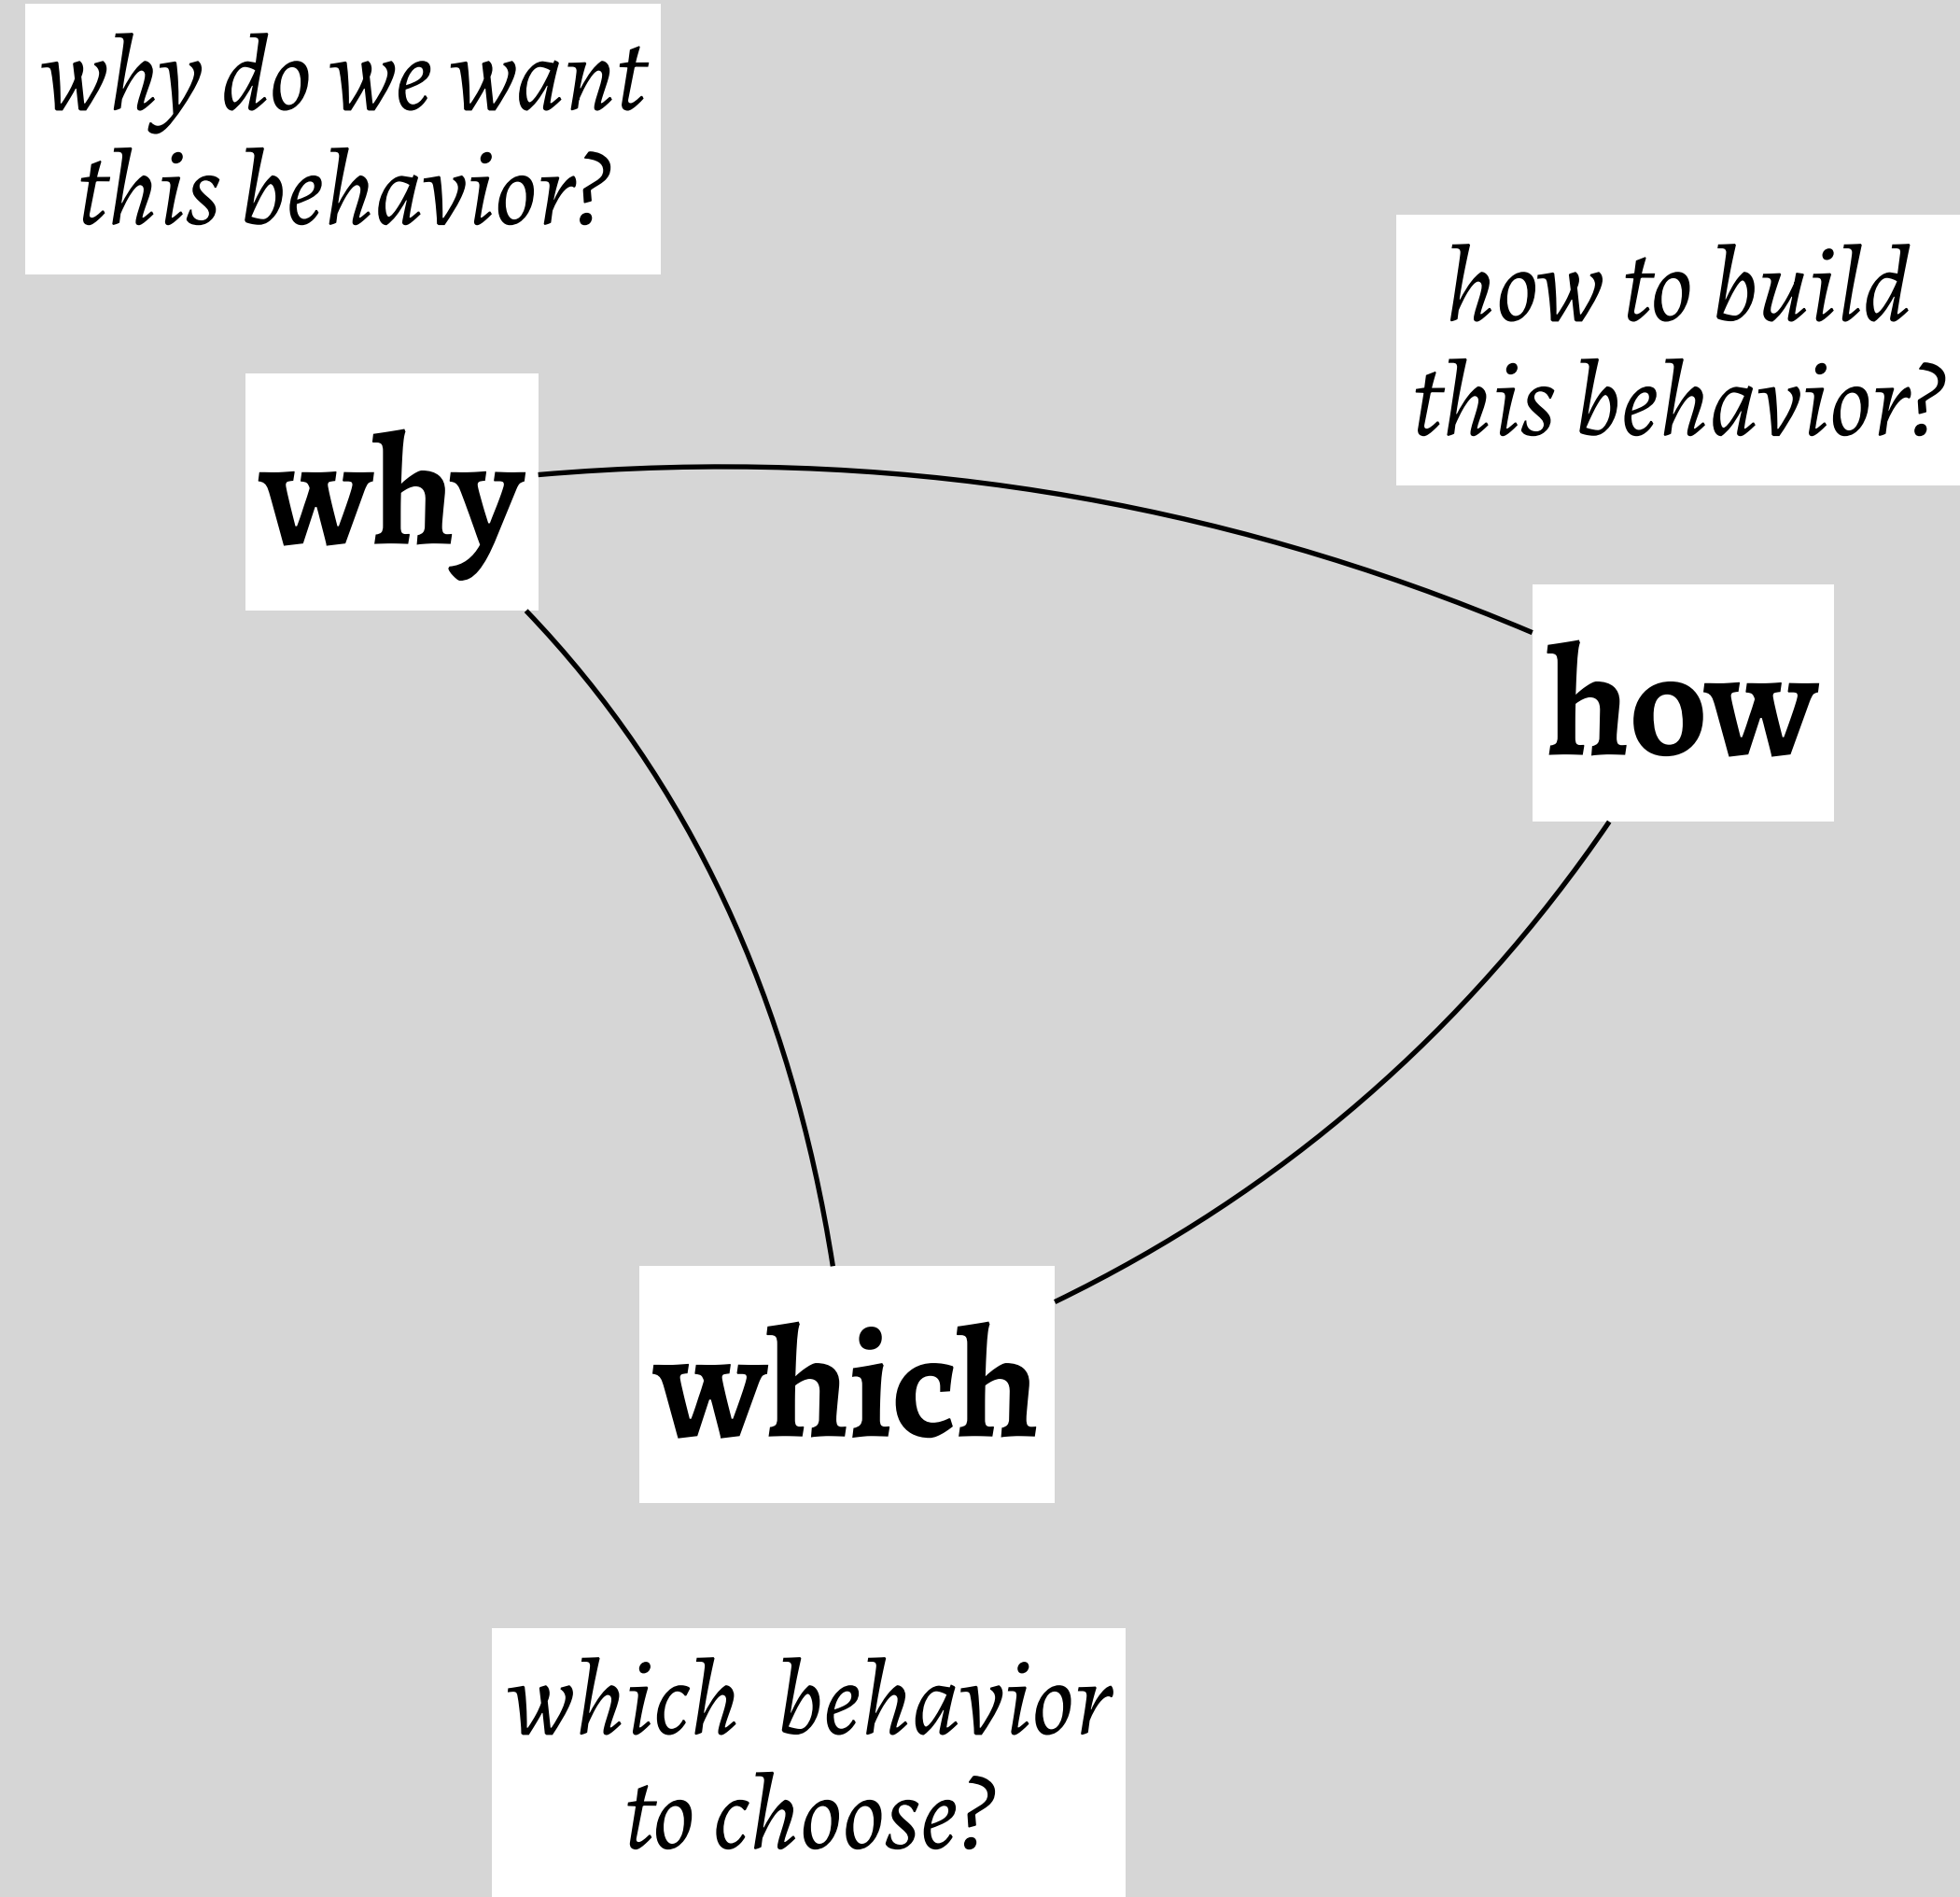 why do we want
this behavior?
how to build
this behavior?
why
how
which
which behavior
to choose?